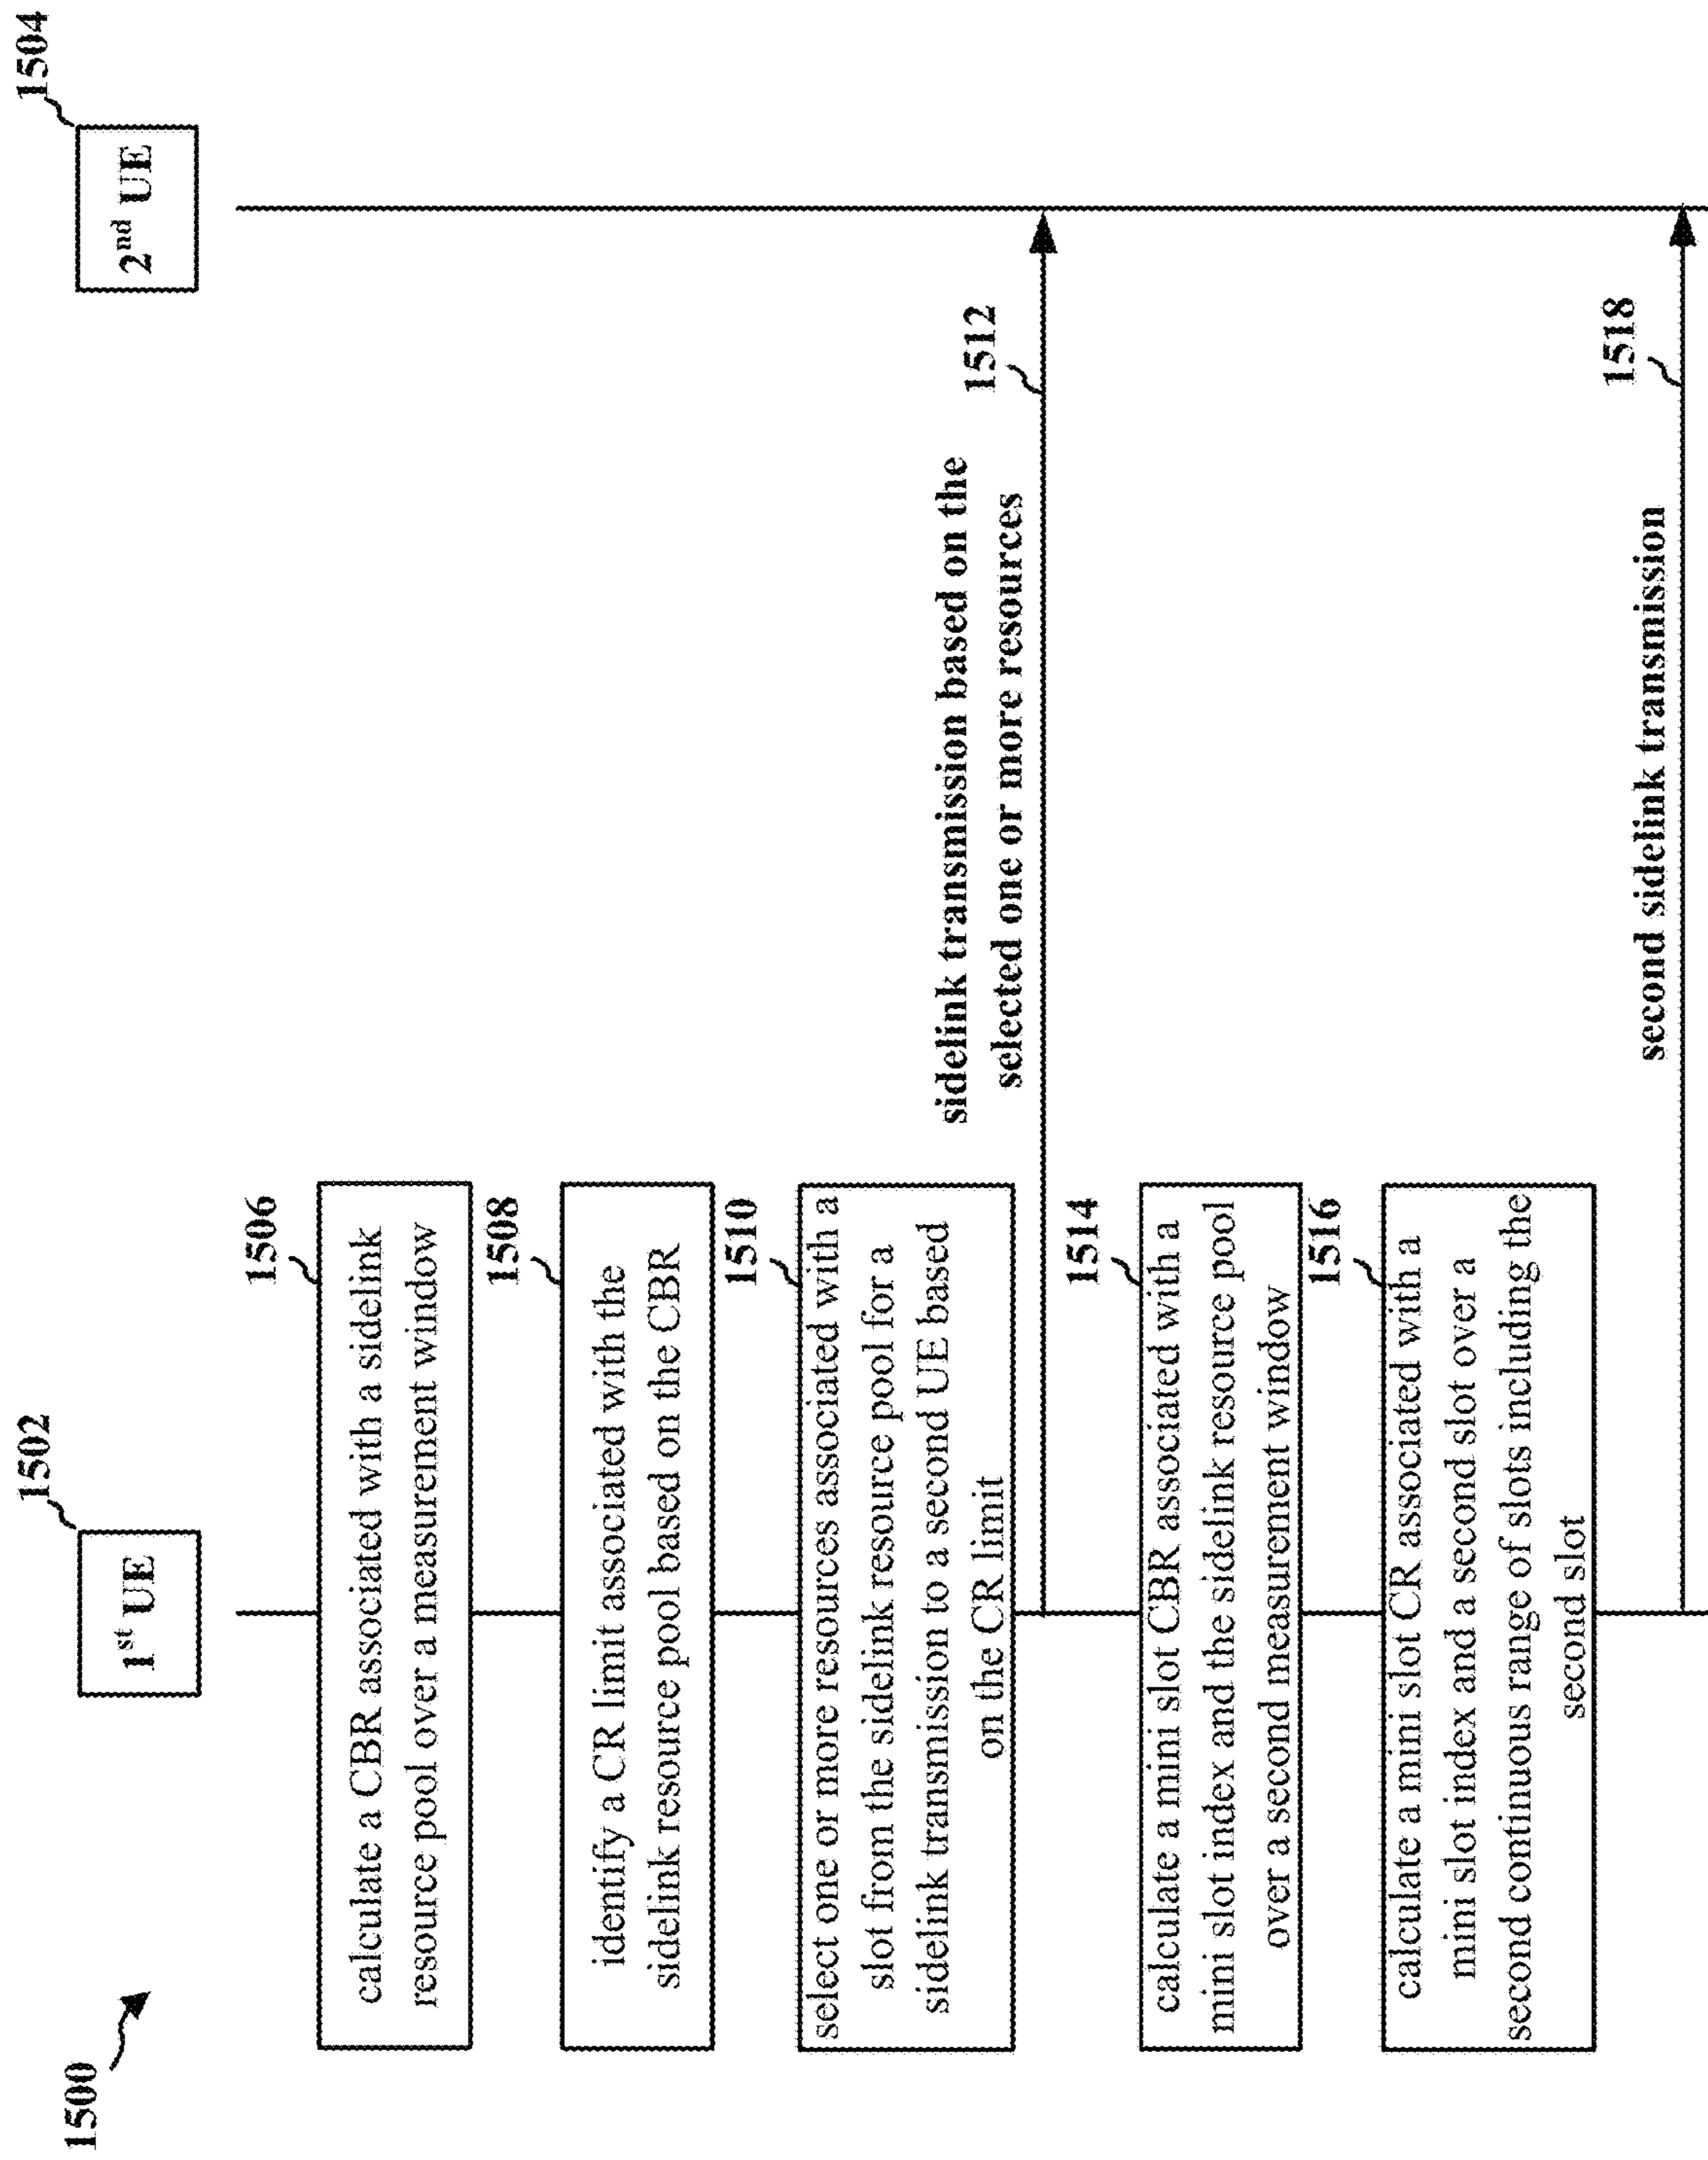 1500
1502
1st UE
1504
2nd UE
1506
calculate a CBR associated with a sidelink
resource pool over a measurement window
1508
identify a CR limit associated with the
sidelink resource pool based on the CBR
1510
select one or more resources associated with a
slot from the sidelink resource pool for a
sidelink transmission to a second UE based
on the CR limit
sidelink transmission based on the
selected one or more resources
1512
1514
calculate a mini slot CBR associated with a
mini slot index and the sidelink resource pool
over a second measurement window
1516
calculate a mini slot CR associated with a
mini slot index and a second slot over a
second continuous range of slots including the
second slot
second sidelink transmission
1518